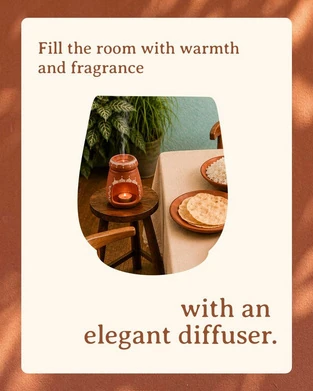 Fill the room with warmth
and fragrance
with an
elegant diffuser.